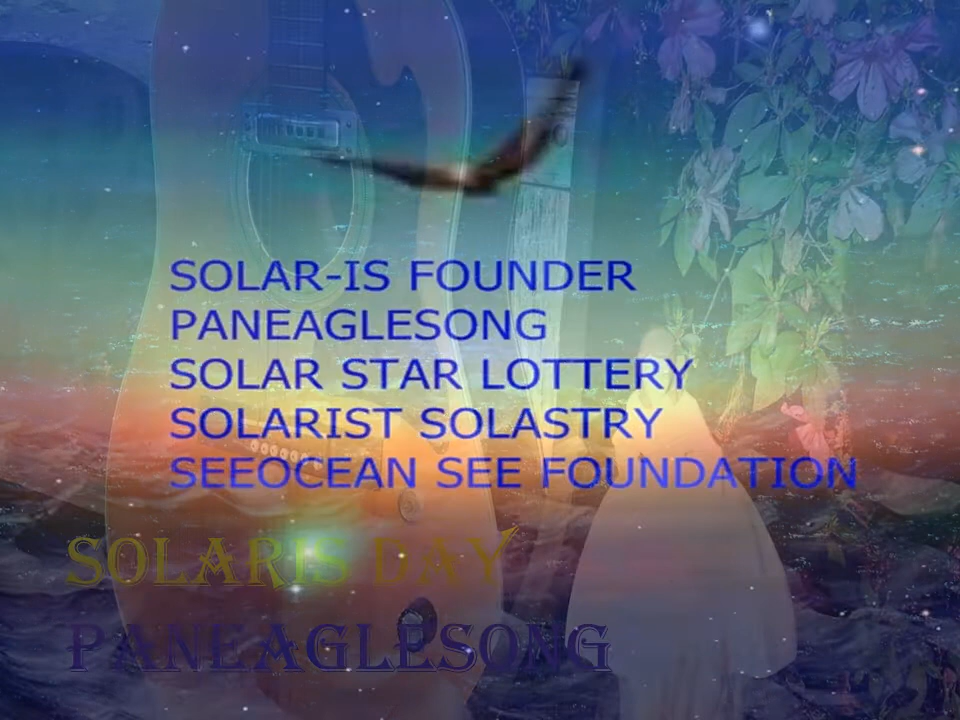 SOLAR-IS FOUNDER
PANEAGLESONG
SOLAR STAR LOTTERY
SOLARIST SOLASTRY
SEEOCEAN SEE FOUNDATION
SOLARIS DAY
PANEAGLESONG